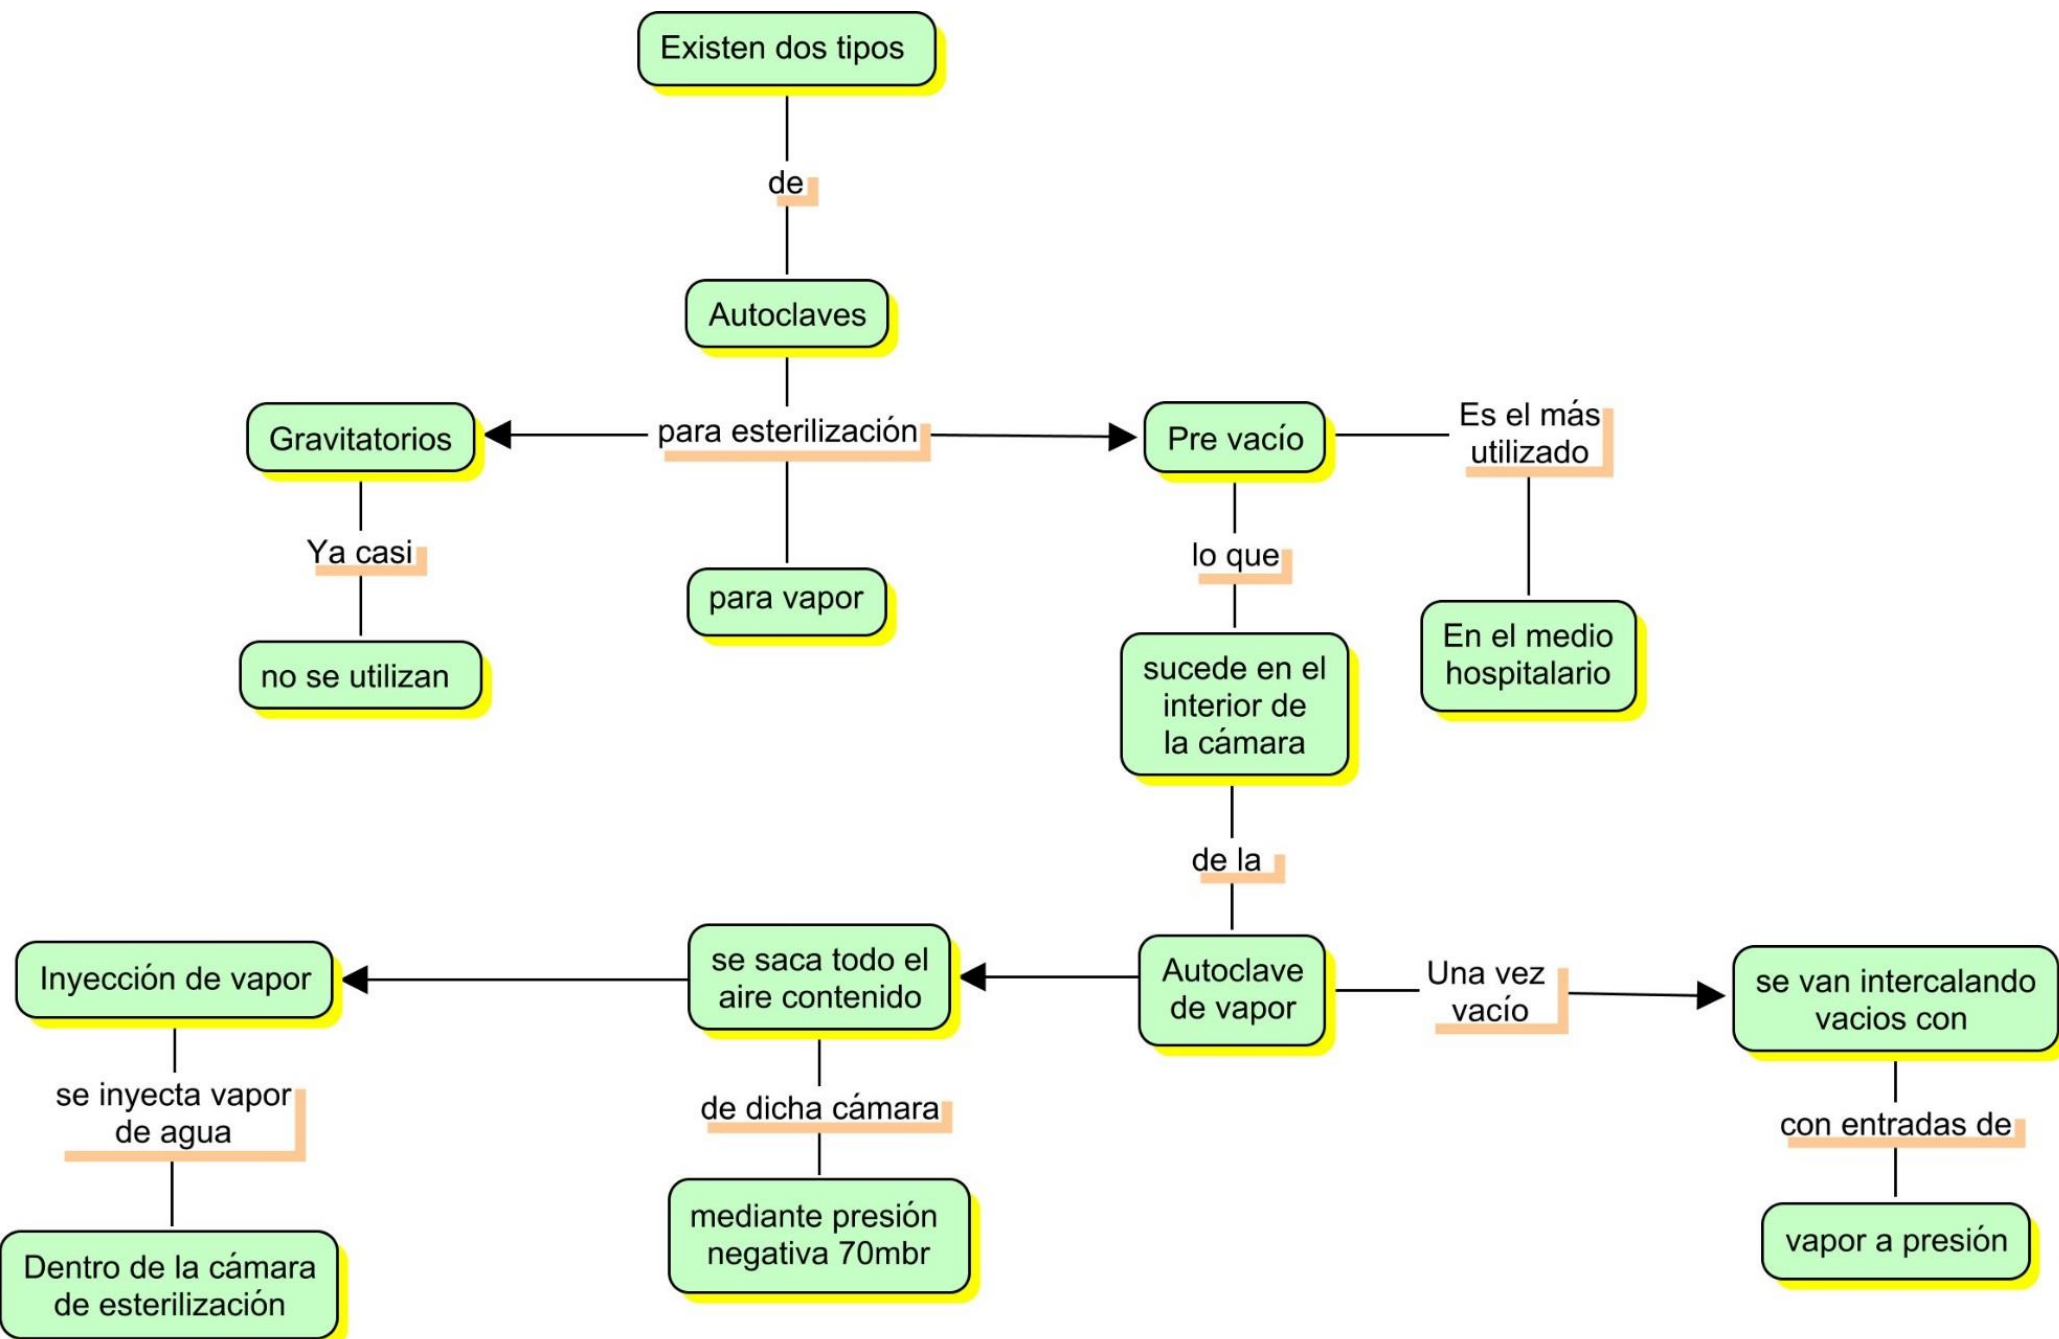 Existen dos tipos
de
Autoclaves
Gravitatorios
para esterilización
Pre vacío
Es el más
utilizado
Ya casi
lo que
para vapor
no se utilizan
sucede en el
interior de
la cámara
En el medio
hospitalario
de la
Inyección de vapor
se saca todo el
aire contenido
Autoclave
de vapor
Una vez
vacío
se van intercalando
vacios con
se inyecta vapor
de agua
de dicha cámara
con entradas de
Dentro de la cámara
de esterilización
mediante presión
negativa 70mbr
vapor a presión